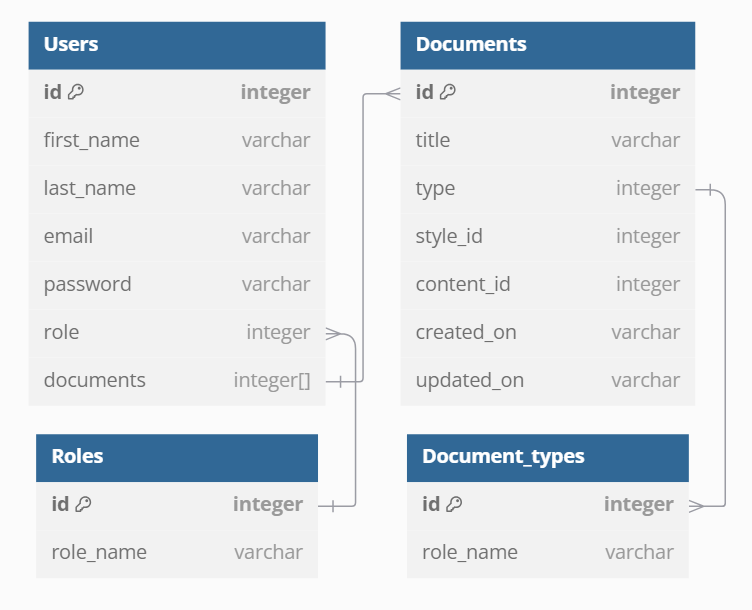 Users
id integer
first_name varchar
last_name varchar
email varchar
password varchar
role integer
documents integer[]
Documents
id integer
title varchar
type integer
style_id integer
content_id integer
created_on varchar
updated_on varchar
Roles
id integer
role_name varchar
Document_types
id integer
role_name varchar